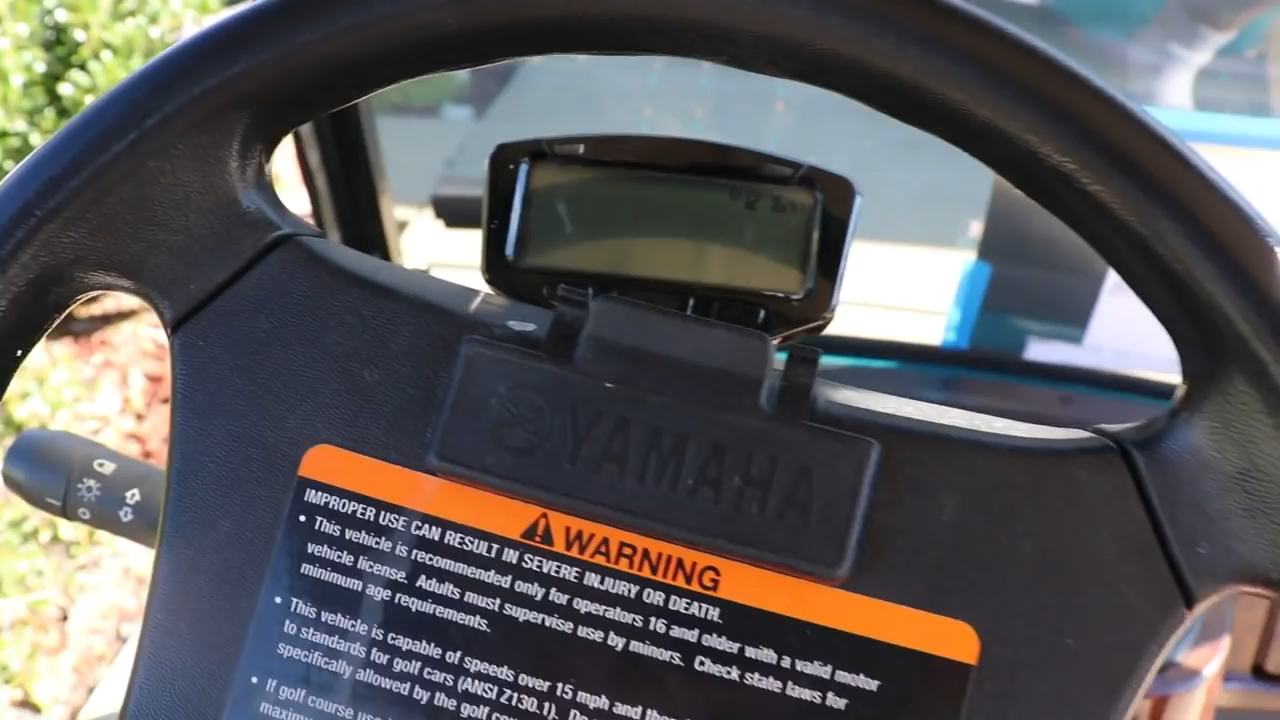 YAMAHA
WARNING
IMPROPER USE CAN RESULT IN SEVERE INJURY OR DEATH.
• This vehicle is recommended only for operators 16 and older with a valid motor
vehicle license. Adults must supervise use by minors. Check state laws for
minimum age requirements.
• This vehicle is capable of speeds over 15 mph and
to standards for golf cars (ANSI Z130.1).
specifically allowed by the golf
• If golf course use